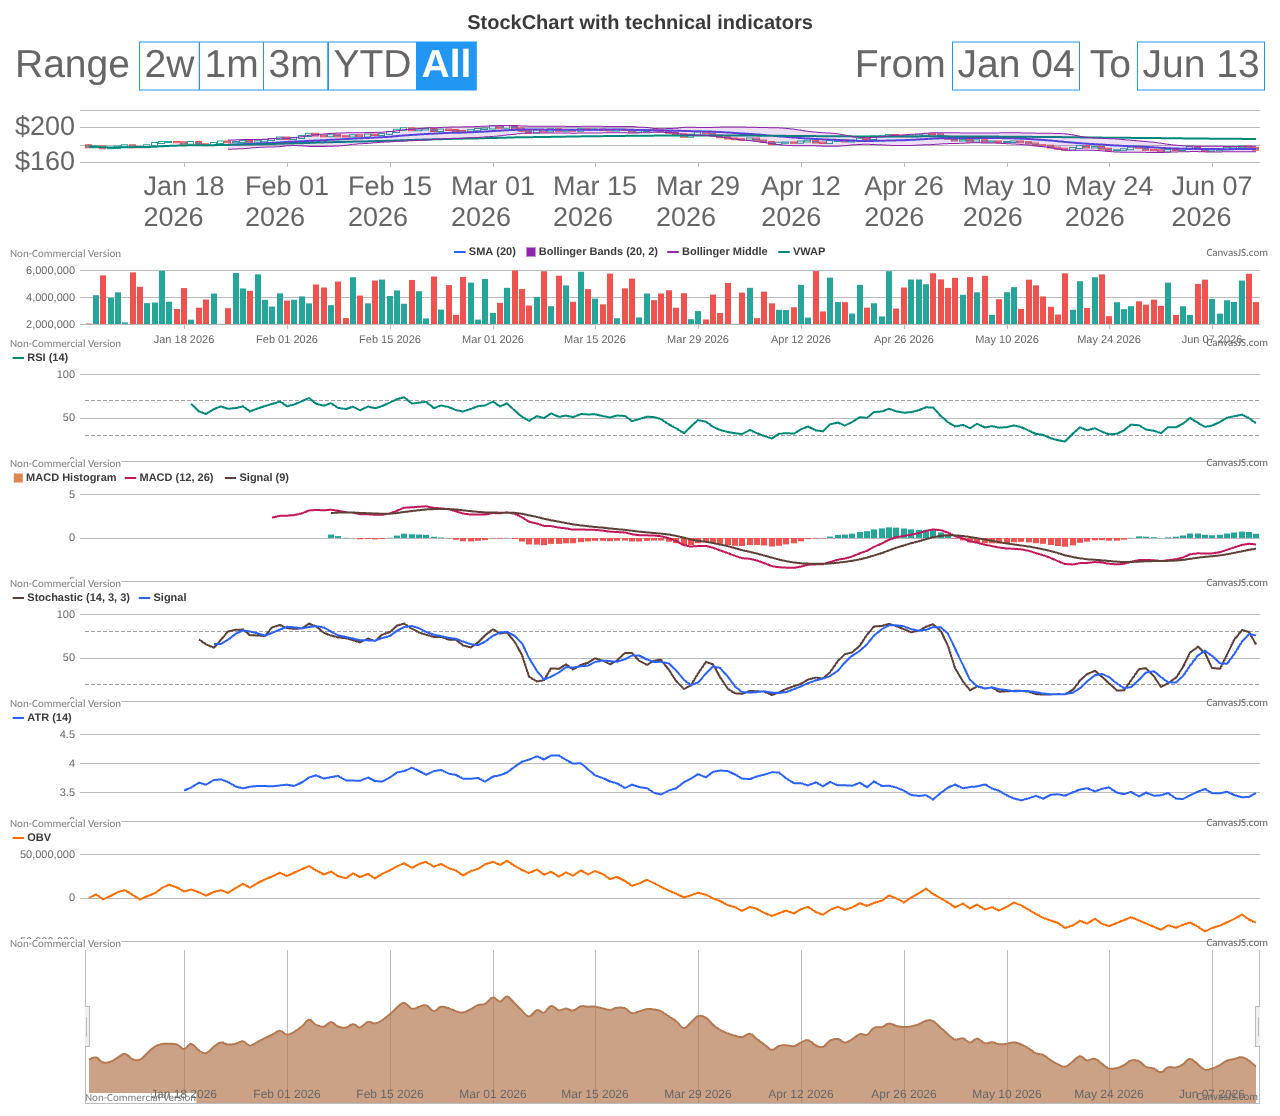 StockChart with technical indicators
Range 2w 1m 3m YTD All From Jan 04 To Jun 13
$200
$160
Jan 18 2026 Feb 01 2026 Feb 15 2026 Mar 01 2026 Mar 15 2026 Mar 29 2026 Apr 12 2026 Apr 26 2026 May 10 2026 May 24 2026 Jun 07 2026
Non-Commercial Version SMA (20) Bollinger Bands (20, 2) Bollinger Middle VWAP CanvasJS.com
6,000,000
4,000,000
2,000,000
Jan 18 2026 Feb 01 2026 Feb 15 2026 Mar 01 2026 Mar 15 2026 Mar 29 2026 Apr 12 2026 Apr 26 2026 May 10 2026 May 24 2026 Jun 07 2026
Non-Commercial Version CanvasJS.com
RSI (14)
100
50
Non-Commercial Version CanvasJS.com
MACD Histogram MACD (12, 26) Signal (9)
5
0
Non-Commercial Version CanvasJS.com
Stochastic (14, 3, 3) Signal
100
50
Non-Commercial Version CanvasJS.com
ATR (14)
4.5
4
3.5
Non-Commercial Version CanvasJS.com
OBV
50,000,000
0
Non-Commercial Version CanvasJS.com
Jan 18 2026 Feb 01 2026 Feb 15 2026 Mar 01 2026 Mar 15 2026 Mar 29 2026 Apr 12 2026 Apr 26 2026 May 10 2026 May 24 2026 Jun 07 2026
Non-Commercial Version CanvasJS.com